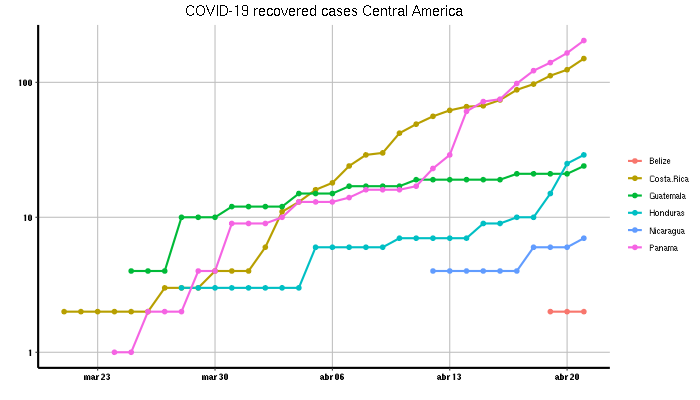 COVID-19 recovered cases Central America
100
10
1
mar 23
mar 30
abr 06
abr 13
abr 20
Belize
Costa.Rica
Guatemala
Honduras
Nicaragua
Panama